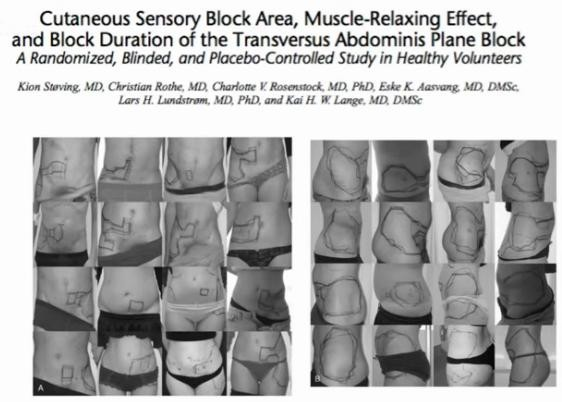 Cutaneous Sensory Block Area, Muscle-Relaxing Effect,
and Block Duration of the Transversus Abdominis Plane Block
A Randomized, Blinded, and Placebo-Controlled Study in Healthy Volunteers
Kion Støving, MD, Christian Rothe, MD, Charlotte V. Rosenstock, MD, PhD, Eske K. Aasvang, MD, DMSc,
Lars H. Lundstrøm, MD, PhD, and Kai H. W. Lange, MD, DMSc
A
B